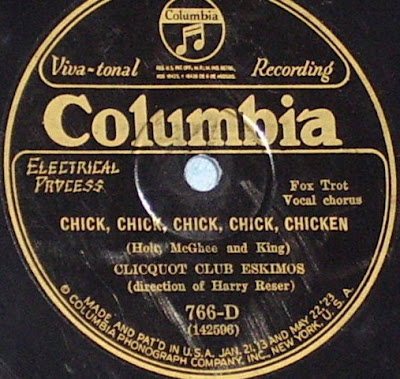 Columbia
Viva-tonal Recording
Columbia
ELECTRICAL
PROCESS
Fox Trot
Vocal chorus
CHICK, CHICK, CHICK, CHICK, CHICKEN
(Holt, McGhee and King)
CLICQUOT CLUB ESKIMOS
(direction of Harry Reser)
766-D
(142506)
MADE AND PAT'D IN U.S.A. JAN. 21,'13 AND MAY 22,'23
© COLUMBIA PHONOGRAPH COMPANY, INC., NEW YORK, U.S.A.